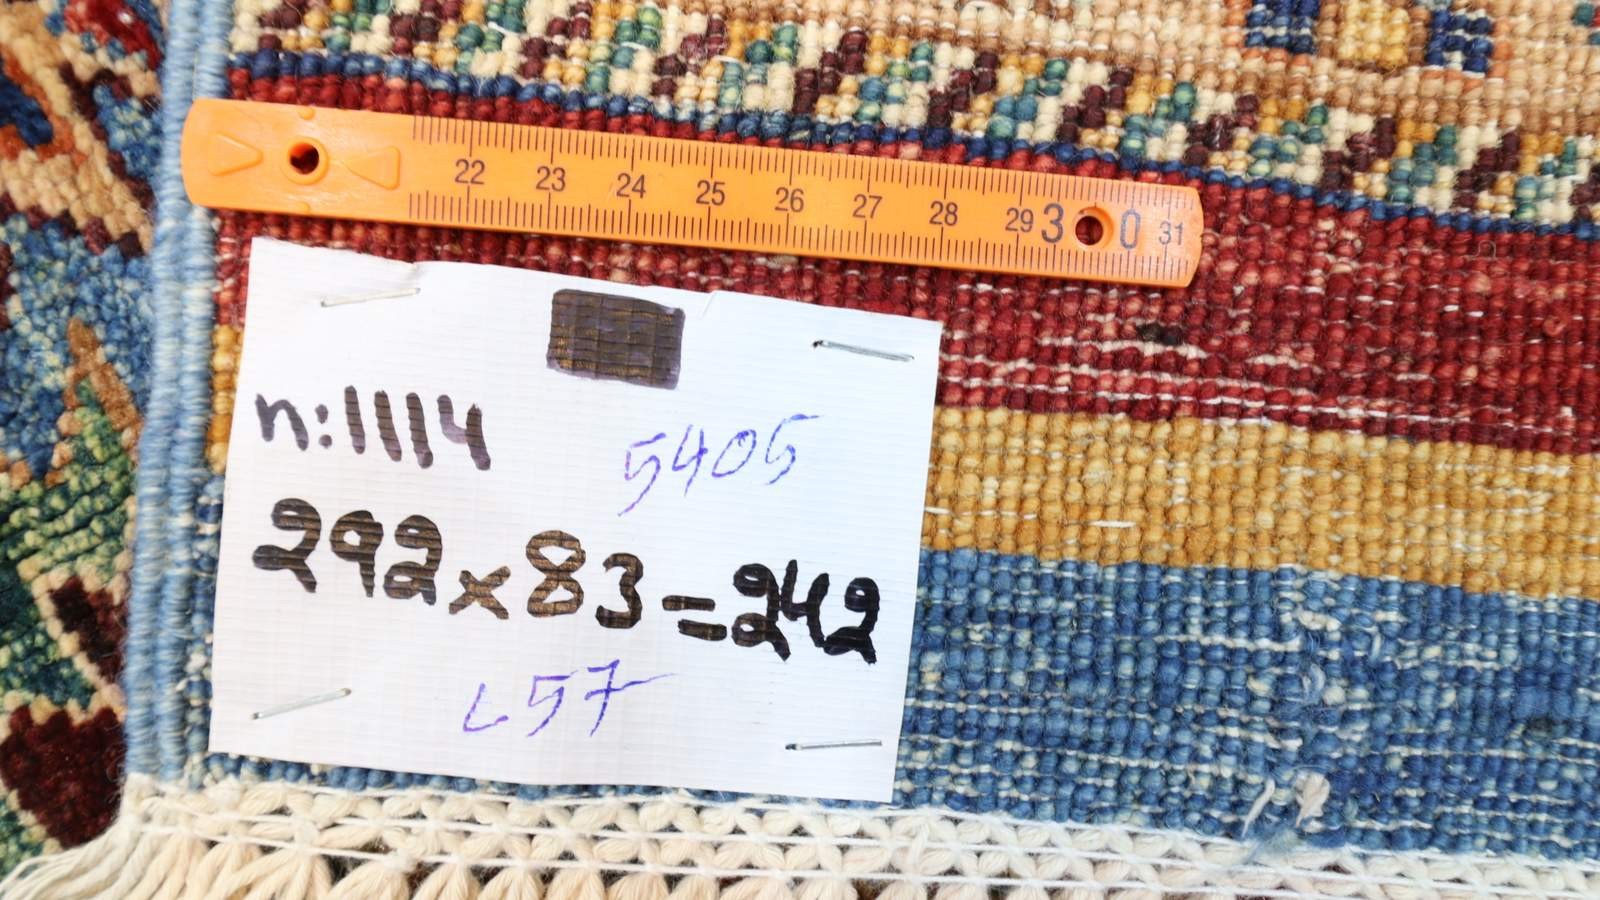 22 23 24 25 26 27 28 29 30 31
n:1114
5405
292 x 83 = 242
L57